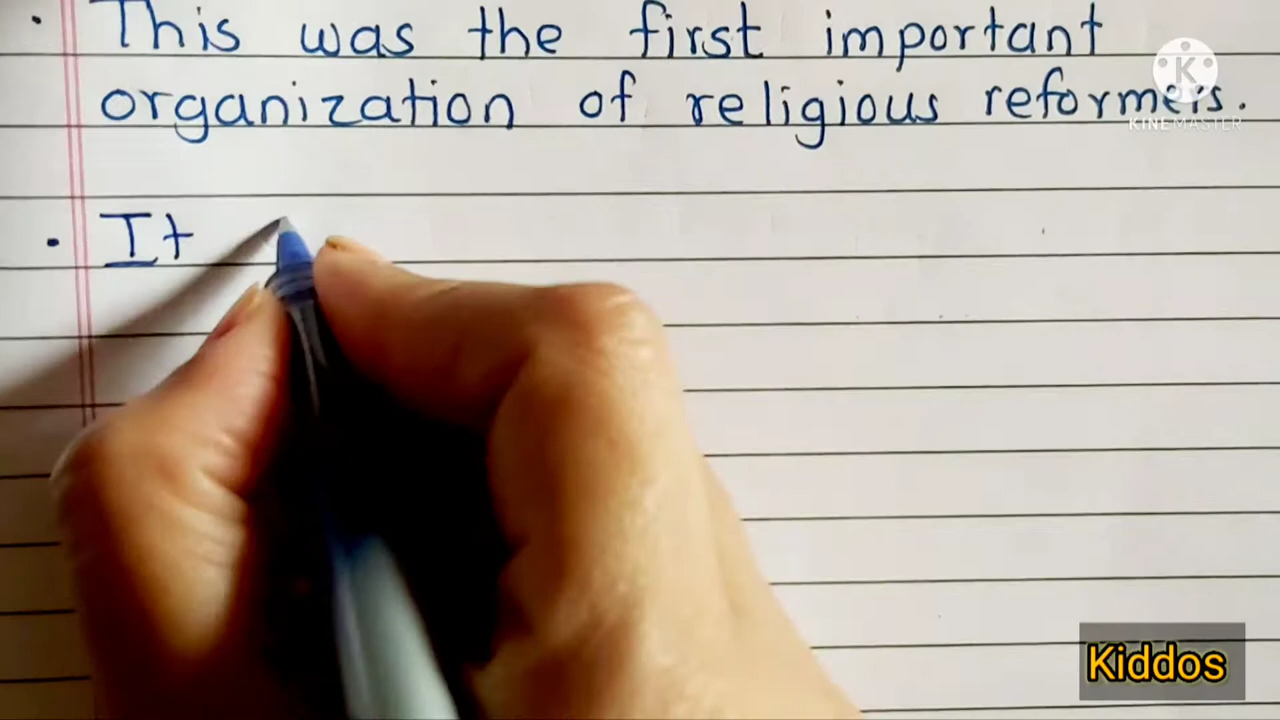 · This was the first important
organization of religious reformers.
· It
K
KINEMASTER
Kiddos